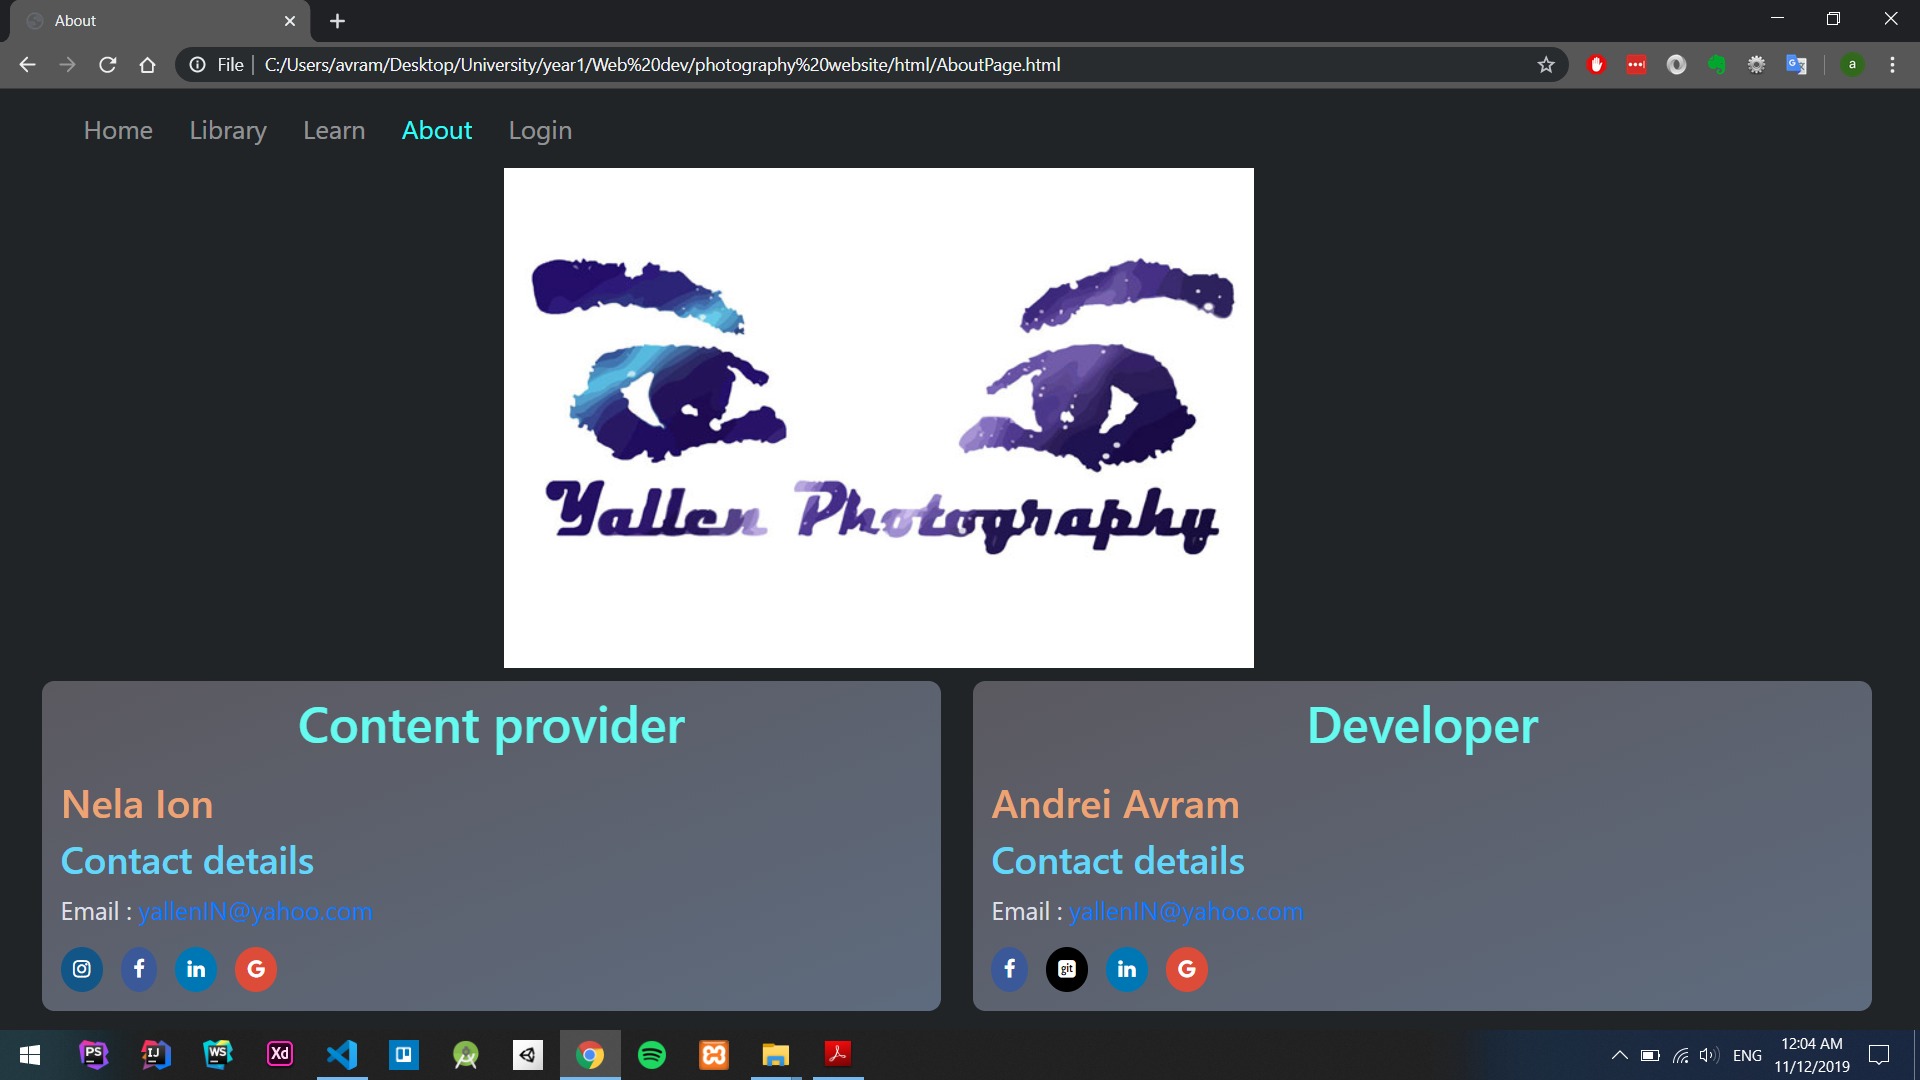 About
File C:/Users/avram/Desktop/University/year1/Web%20dev/photography%20website/html/AboutPage.html
a
Home Library Learn About Login
Yallen Photography
Content provider
Nela Ion
Contact details
Email : yallenIN@yahoo.com
f in G
Developer
Andrei Avram
Contact details
Email : yallenIN@yahoo.com
f git in G
PS IJ WS Xd
ENG
12:04 AM
11/12/2019